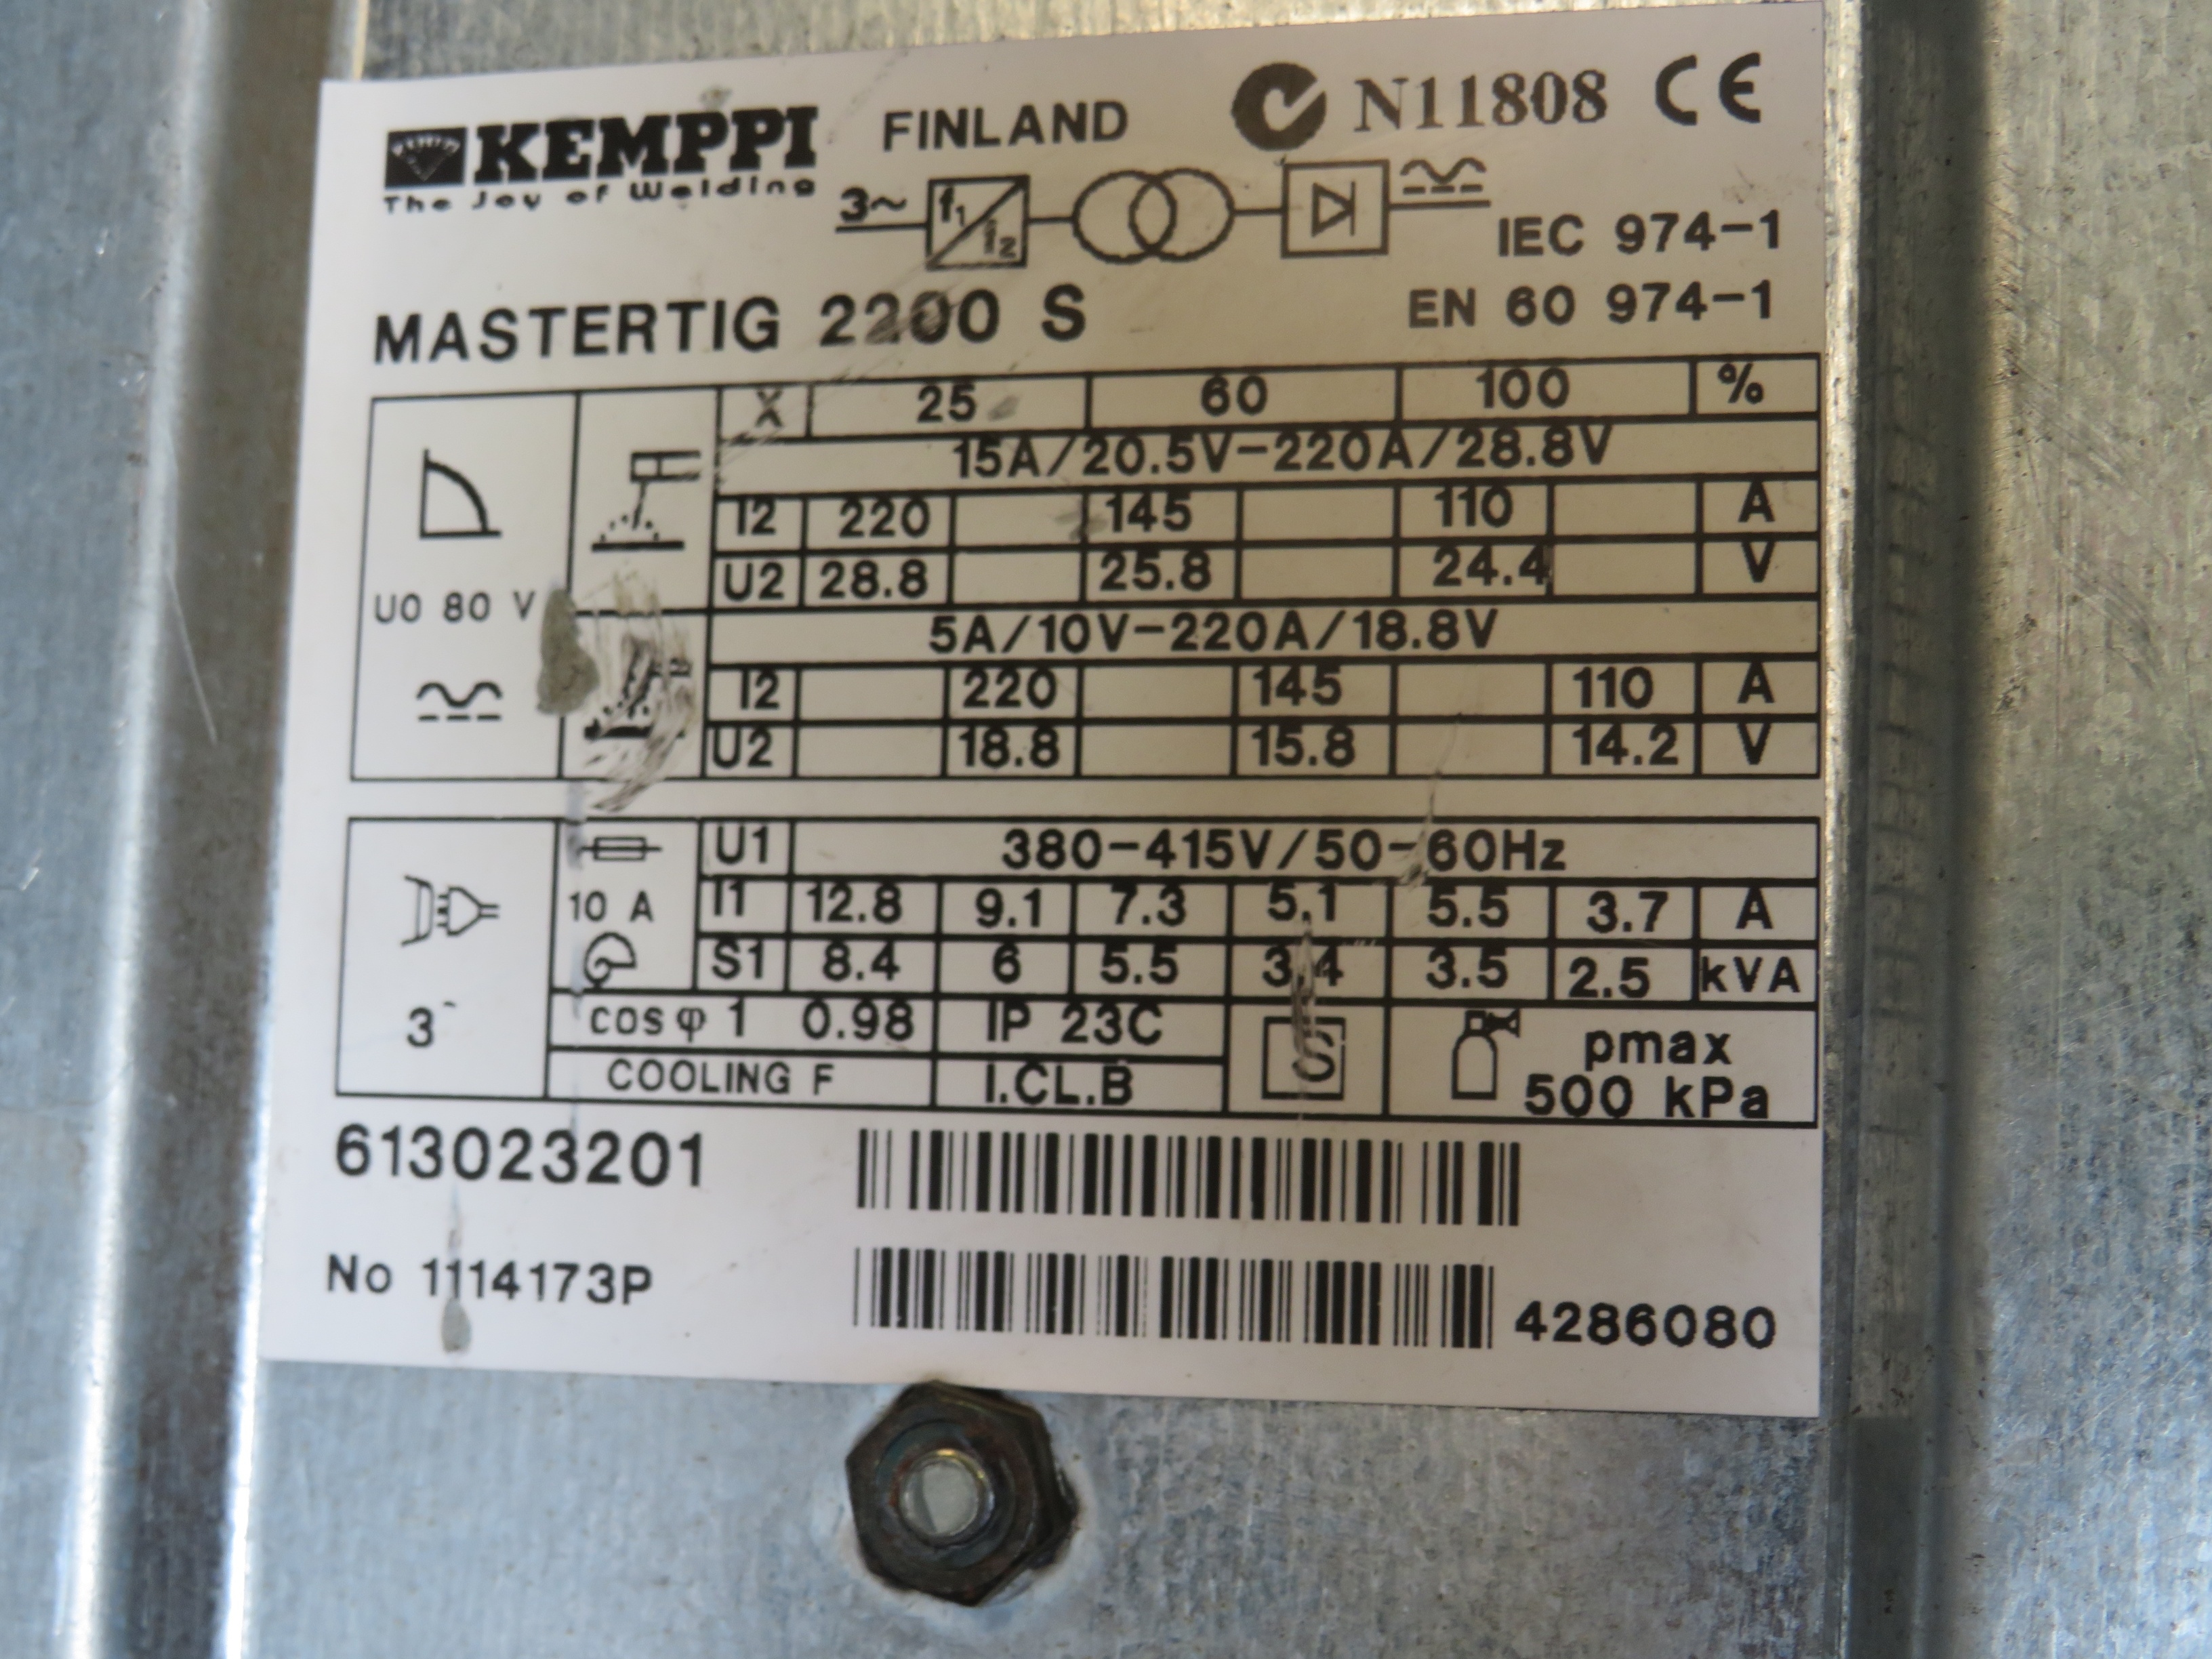 KEMPPI
The Joy of Welding
FINLAND
N11808 CE
3~ f1 f2
IEC 974-1
MASTERTIG 2200 S
EN 60 974-1
X 25 60 100 %
15A/20.5V-220A/28.8V
I2 220 145 110 A
U2 28.8 25.8 24.4 V
U0 80 V
5A/10V-220A/18.8V
I2 220 145 110 A
U2 18.8 15.8 14.2 V
U1 380-415V/50-60Hz
10 A I1 12.8 9.1 7.3 5.1 5.5 3.7 A
S1 8.4 6 5.5 3.4 3.5 2.5 kVA
3~ cos φ 1 0.98 IP 23C S pmax
COOLING F I.CL.B 500 kPa
613023201
No 1114173P
4286080